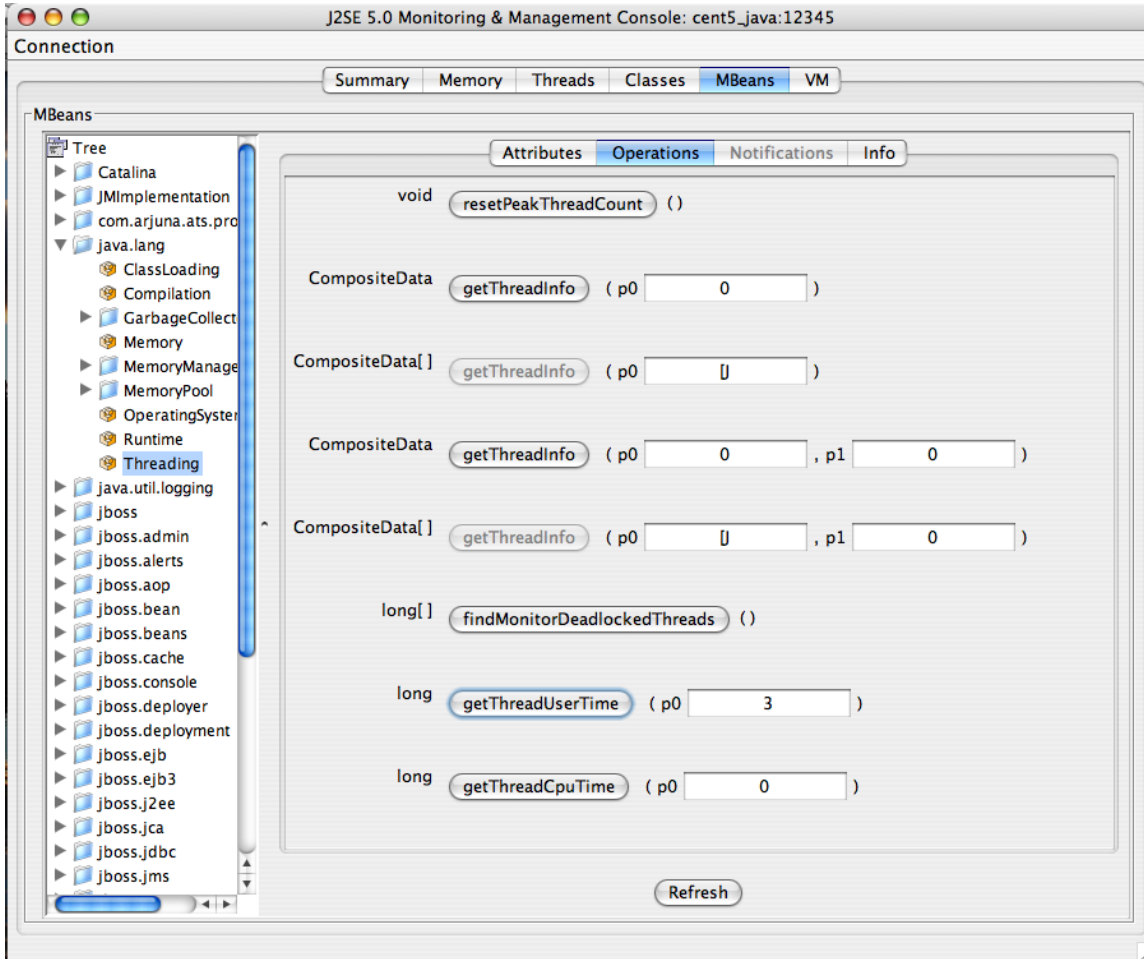 J2SE 5.0 Monitoring & Management Console: cent5_java:12345
Connection
Summary Memory Threads Classes MBeans VM
MBeans
Tree
Catalina
JMImplementation
com.arjuna.ats.pro
java.lang
ClassLoading
Compilation
GarbageCollect
Memory
MemoryManage
MemoryPool
OperatingSyster
Runtime
Threading
java.util.logging
jboss
jboss.admin
jboss.alerts
jboss.aop
jboss.bean
jboss.beans
jboss.cache
jboss.console
jboss.deployer
jboss.deployment
jboss.ejb
jboss.ejb3
jboss.j2ee
jboss.jca
jboss.jdbc
jboss.jms
Attributes Operations Notifications Info
void resetPeakThreadCount ( )
CompositeData getThreadInfo ( p0 0 )
CompositeData[ ] getThreadInfo ( p0 [J )
CompositeData getThreadInfo ( p0 0 , p1 0 )
CompositeData[ ] getThreadInfo ( p0 [J , p1 0 )
long[ ] findMonitorDeadlockedThreads ( )
long getThreadUserTime ( p0 3 )
long getThreadCpuTime ( p0 0 )
Refresh